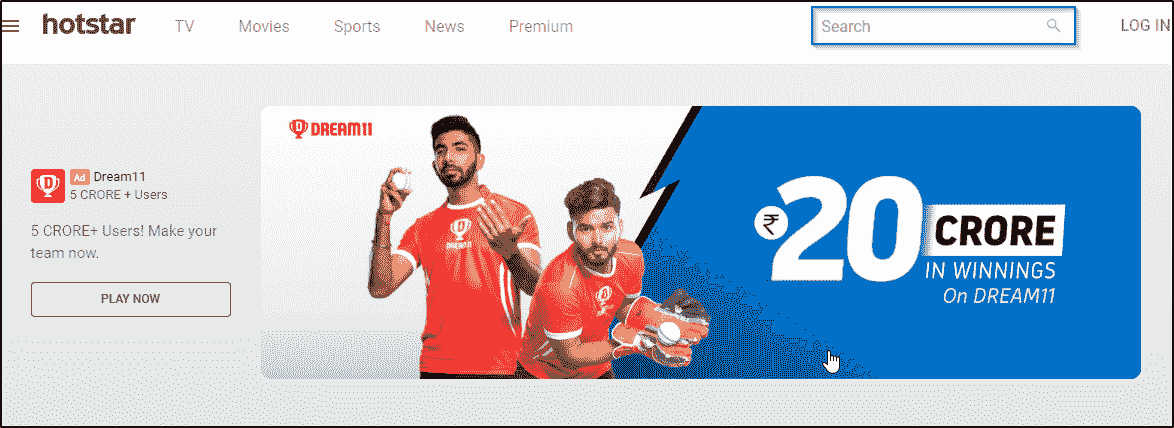 hotstar TV Movies Sports News Premium Search LOG IN
DREAM11
Ad Dream11
5 CRORE + Users
5 CRORE+ Users! Make your
team now.
PLAY NOW
D
DREAM11
₹20 CRORE
IN WINNINGS
On DREAM11